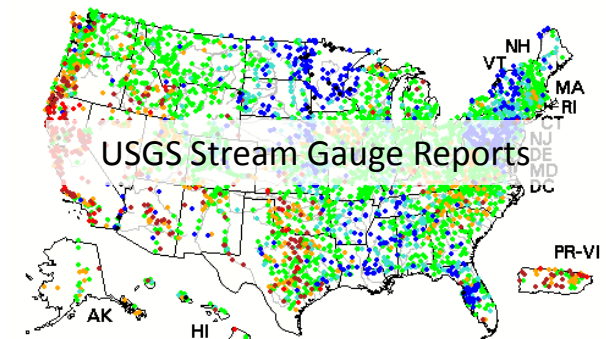 NH
VT
MA
RI
CT
USGS Stream Gauge Reports
NJ
DE
MD
DC
PR-VI
AK
HI